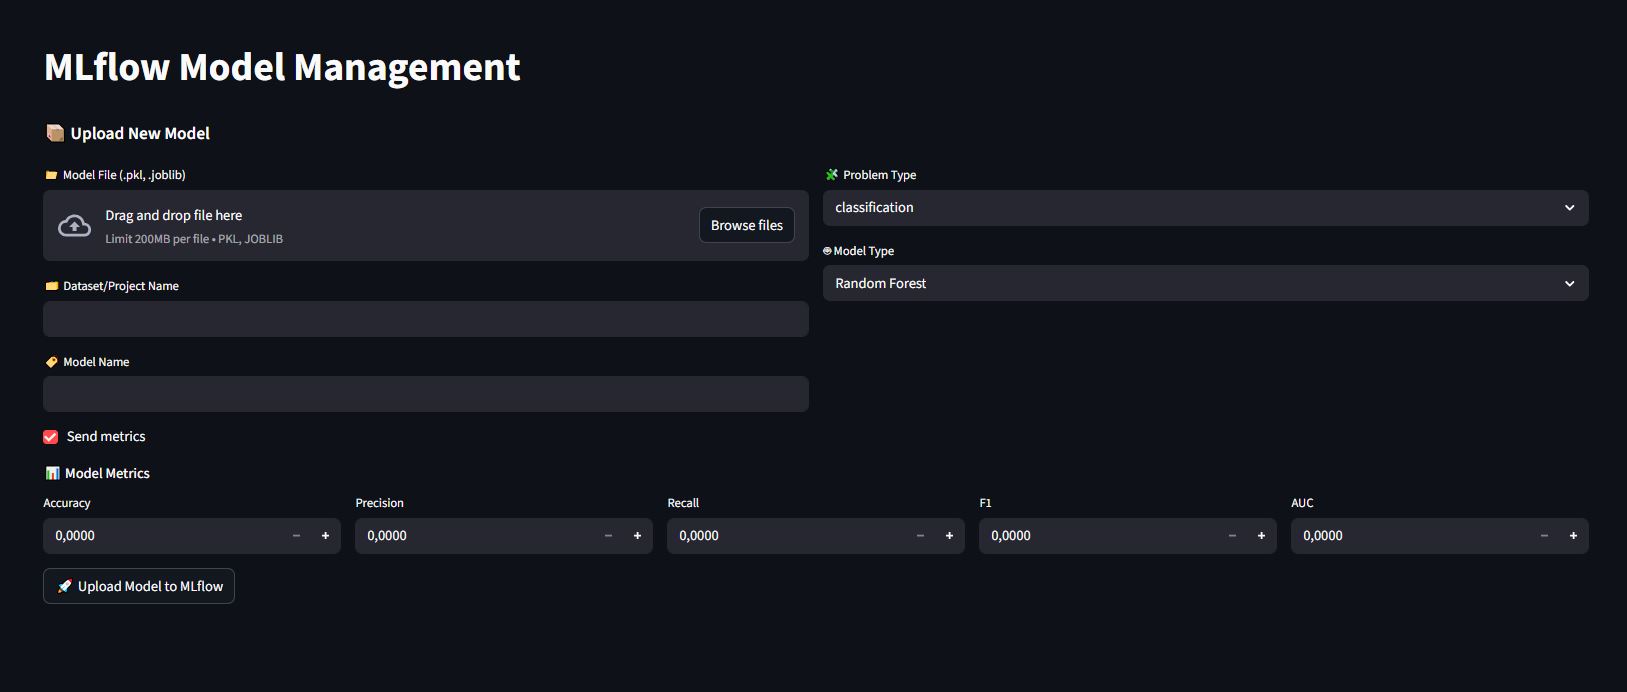 MLflow Model Management
Upload New Model
Model File (.pkl, .joblib)
Drag and drop file here
Limit 200MB per file • PKL, JOBLIB
Browse files
Dataset/Project Name
Model Name
Problem Type
classification
Model Type
Random Forest
Send metrics
Model Metrics
Accuracy Precision Recall F1 AUC
0,0000 0,0000 0,0000 0,0000 0,0000
Upload Model to MLflow